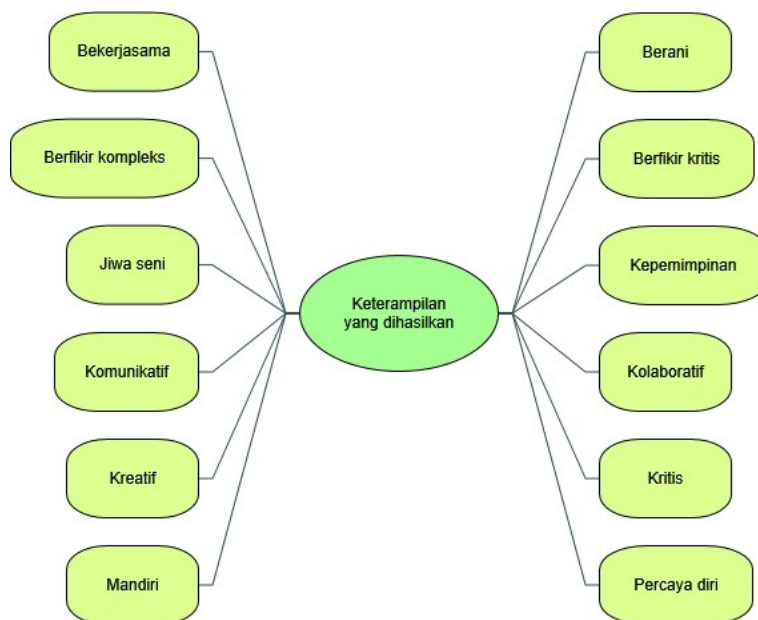 Bekerjasama
Berfikir kompleks
Jiwa seni
Komunikatif
Kreatif
Mandiri
Keterampilan
yang dihasilkan
Berani
Berfikir kritis
Kepemimpinan
Kolaboratif
Kritis
Percaya diri